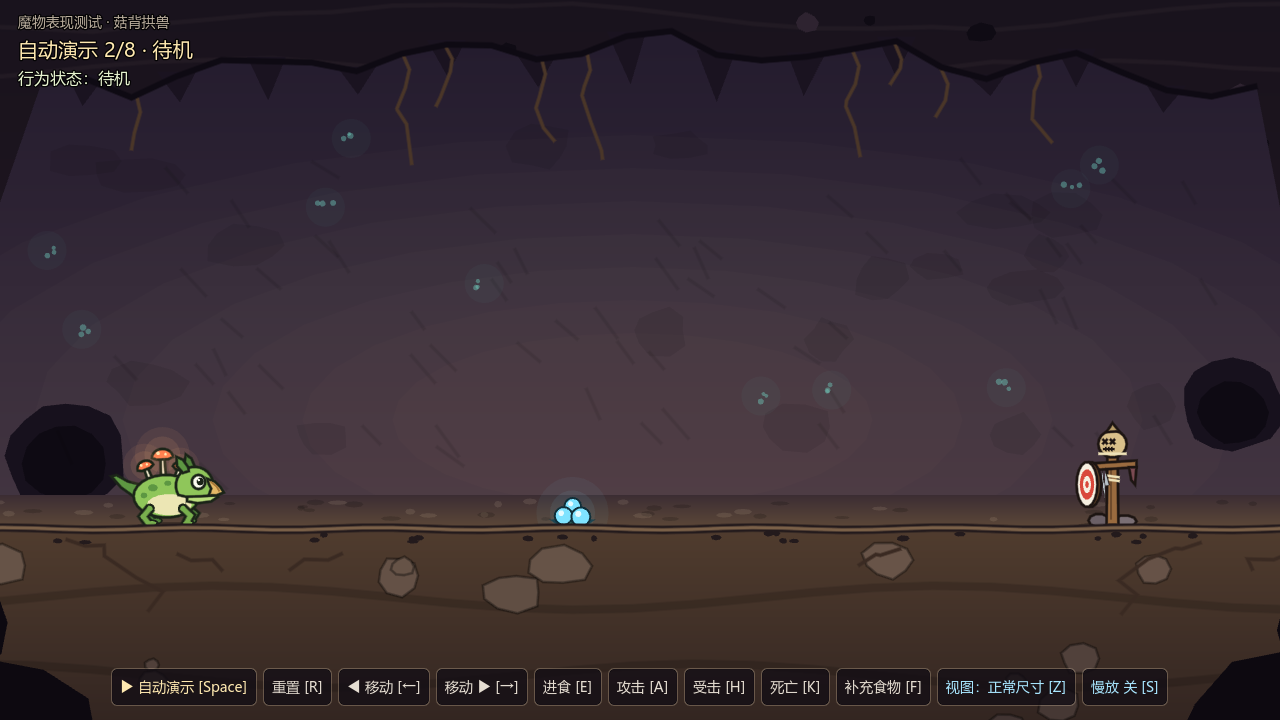 魔物表现测试 · 菇背拱兽
自动演示 2/8 · 待机
行为状态：待机
▶ 自动演示 [Space]
重置 [R]
◀ 移动 [←]
移动 ▶ [→]
进食 [E]
攻击 [A]
受击 [H]
死亡 [K]
补充食物 [F]
视图：正常尺寸 [Z]
慢放 关 [S]